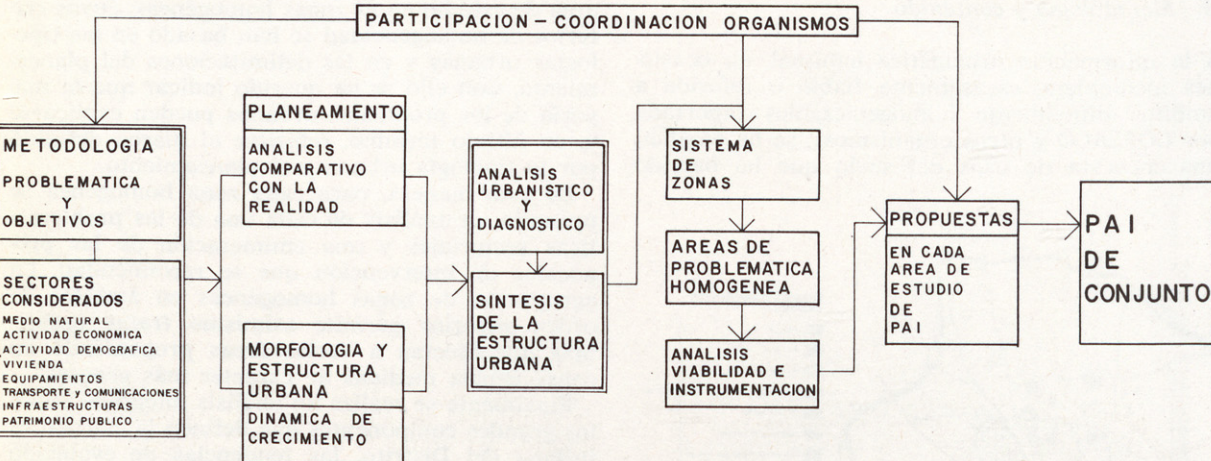 PARTICIPACION – COORDINACION ORGANISMOS
METODOLOGIA
PROBLEMATICA
Y
OBJETIVOS
SECTORES
CONSIDERADOS
MEDIO NATURAL
ACTIVIDAD ECONOMICA
ACTIVIDAD DEMOGRAFICA
VIVIENDA
EQUIPAMIENTOS
TRANSPORTE y COMUNICACIONES
INFRAESTRUCTURAS
PATRIMONIO PUBLICO
PLANEAMIENTO
ANALISIS
COMPARATIVO
CON LA
REALIDAD
MORFOLOGIA Y
ESTRUCTURA
URBANA
DINAMICA DE
CRECIMIENTO
ANALISIS
URBANISTICO
Y
DIAGNOSTICO
SINTESIS
DE LA
ESTRUCTURA
URBANA
SISTEMA
DE
ZONAS
AREAS DE
PROBLEMATICA
HOMOGENEA
ANALISIS
VIABILIDAD E
INSTRUMENTACION
PROPUESTAS
EN CADA
AREA DE
ESTUDIO
DE
PAI
PAI
DE
CONJUNTO